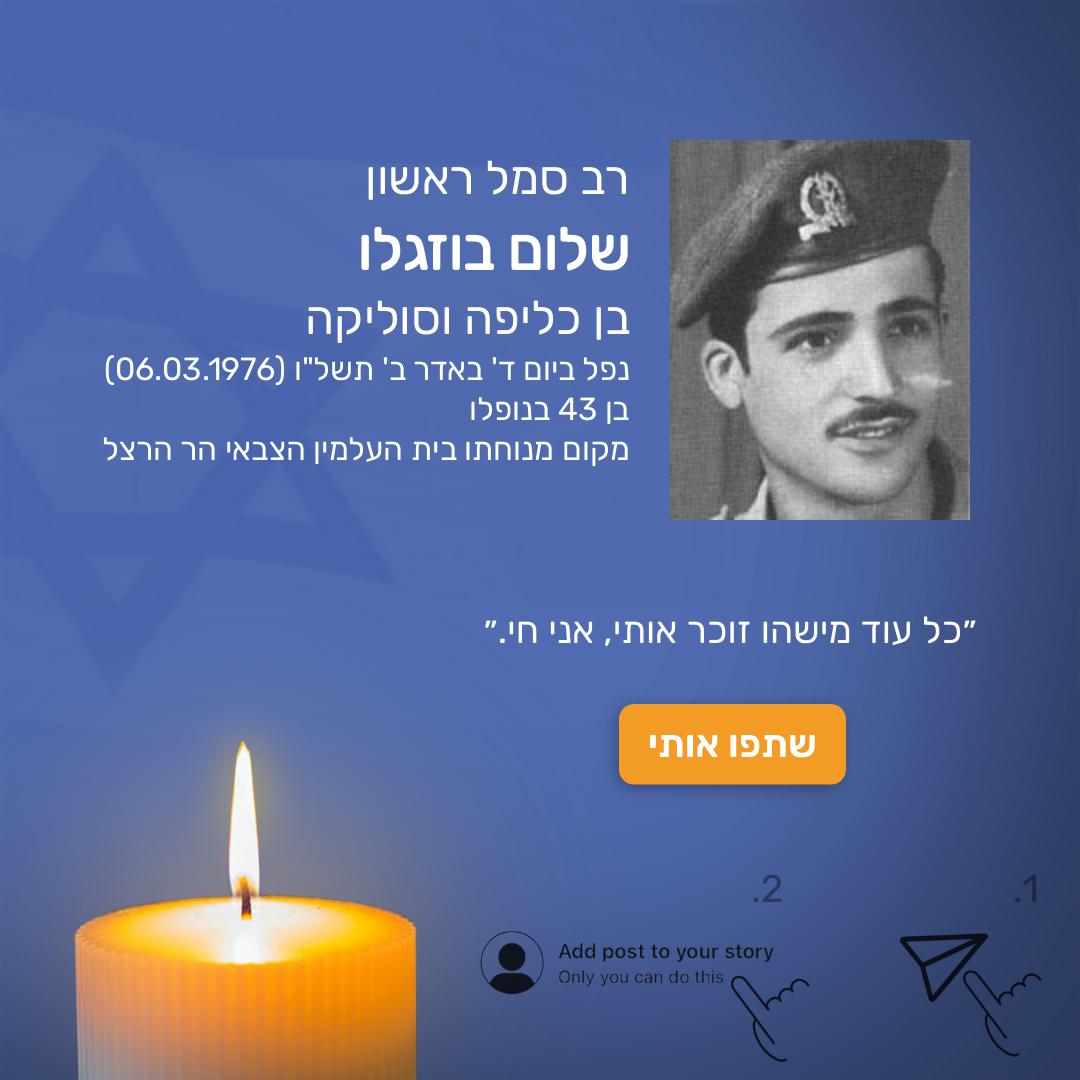 רב סמל ראשון
שלום בוזגלו
בן כליפה וסוליקה
נפל ביום ד' באדר ב' תשל"ו (06.03.1976)
בן 43 בנופלו
מקום מנוחתו בית העלמין הצבאי הר הרצל
״כל עוד מישהו זוכר אותי, אני חי.״
שתפו אותי
.1
.2
Add post to your story
Only you can do this